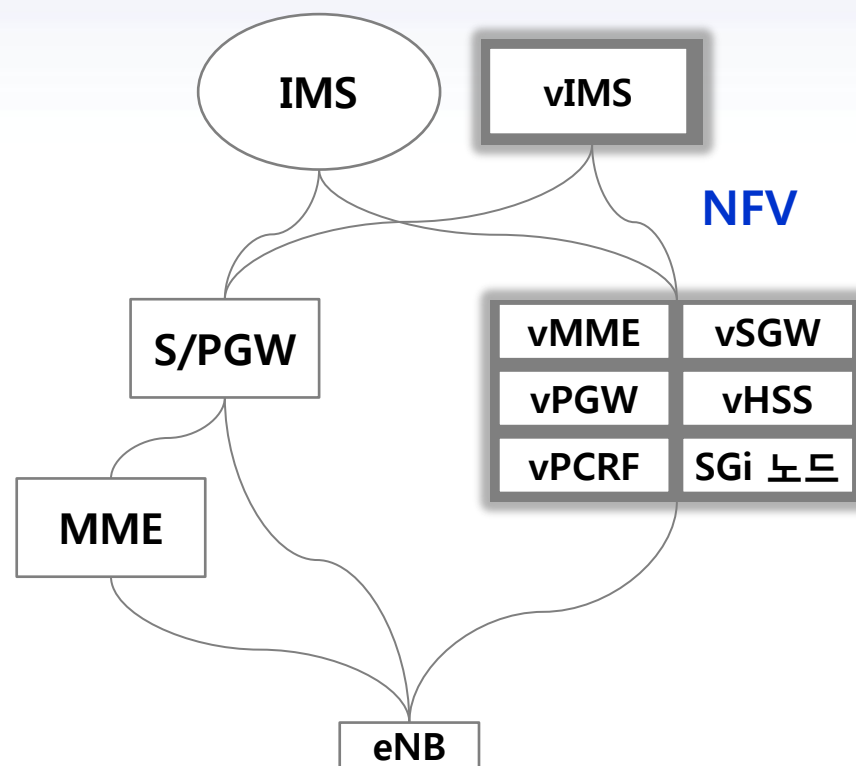 IMS
vIMS
NFV
S/PGW
vMME
vSGW
vPGW
vHSS
vPCRF
SGi 노드
MME
eNB